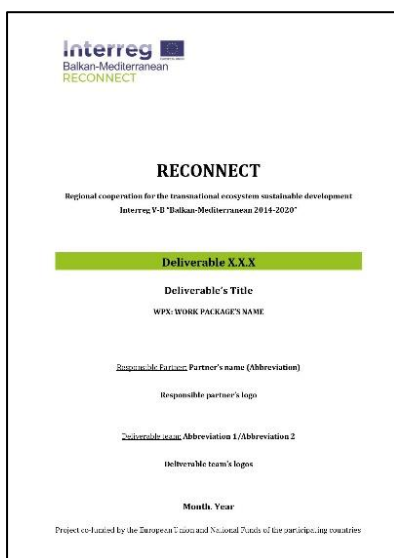 Interreg
Balkan-Mediterranean
RECONNECT
RECONNECT
Regional cooperation for the transnational ecosystem sustainable development
Interreg V-B "Balkan-Mediterranean 2014-2020"
Deliverable X.X.X
Deliverable's Title
WPX: WORK PACKAGE'S NAME
Responsible Partner: Partner's name (Abbreviation)
Responsible partner's logo
Deliverable team: Abbreviation 1/Abbreviation 2
Deliverable team's logos
Month. Year
Project co-funded by the European Union and National Funds of the participating countries